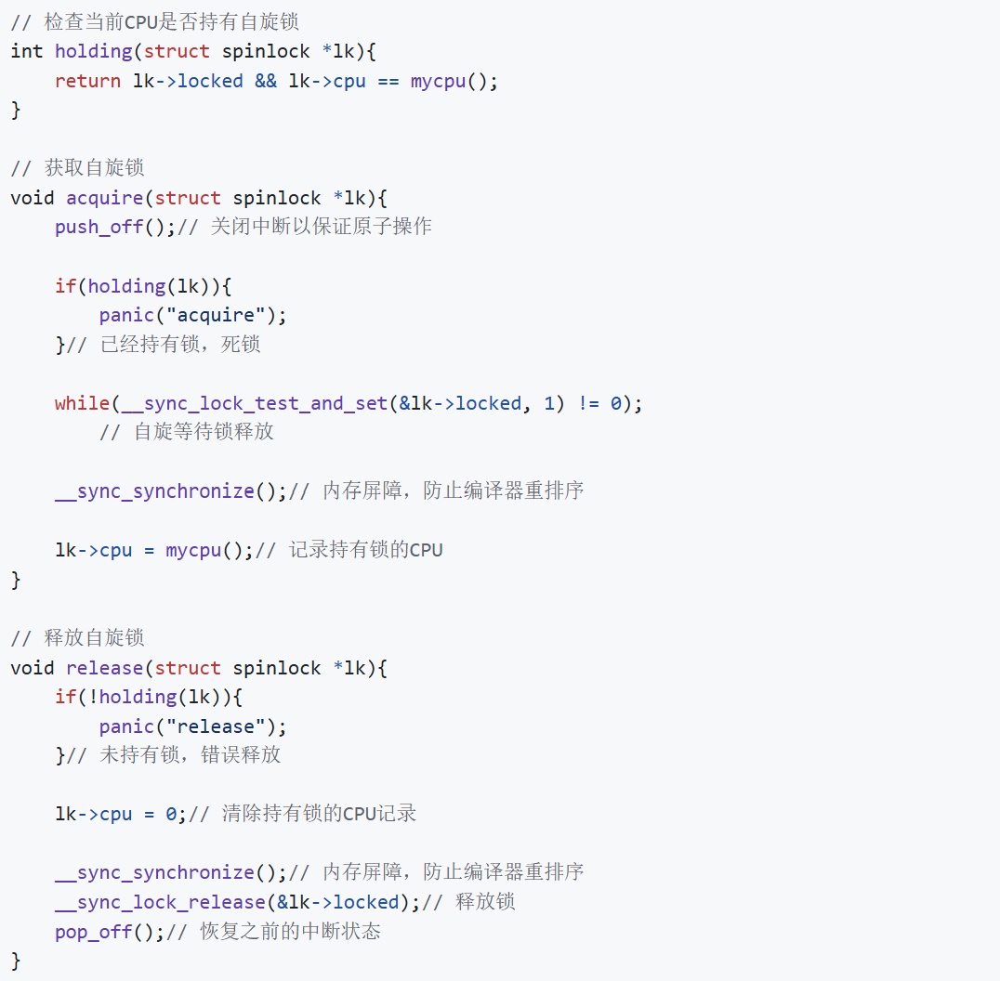 // 检查当前CPU是否持有自旋锁
int holding(struct spinlock *lk){
    return lk->locked && lk->cpu == mycpu();
}

// 获取自旋锁
void acquire(struct spinlock *lk){
    push_off();// 关闭中断以保证原子操作

    if(holding(lk)){
        panic("acquire");
    }// 已经持有锁，死锁

    while(__sync_lock_test_and_set(&lk->locked, 1) != 0);
        // 自旋等待锁释放

    __sync_synchronize();// 内存屏障，防止编译器重排序

    lk->cpu = mycpu();// 记录持有锁的CPU
}

// 释放自旋锁
void release(struct spinlock *lk){
    if(!holding(lk)){
        panic("release");
    }// 未持有锁，错误释放

    lk->cpu = 0;// 清除持有锁的CPU记录

    __sync_synchronize();// 内存屏障，防止编译器重排序
    __sync_lock_release(&lk->locked);// 释放锁
    pop_off();// 恢复之前的中断状态
}